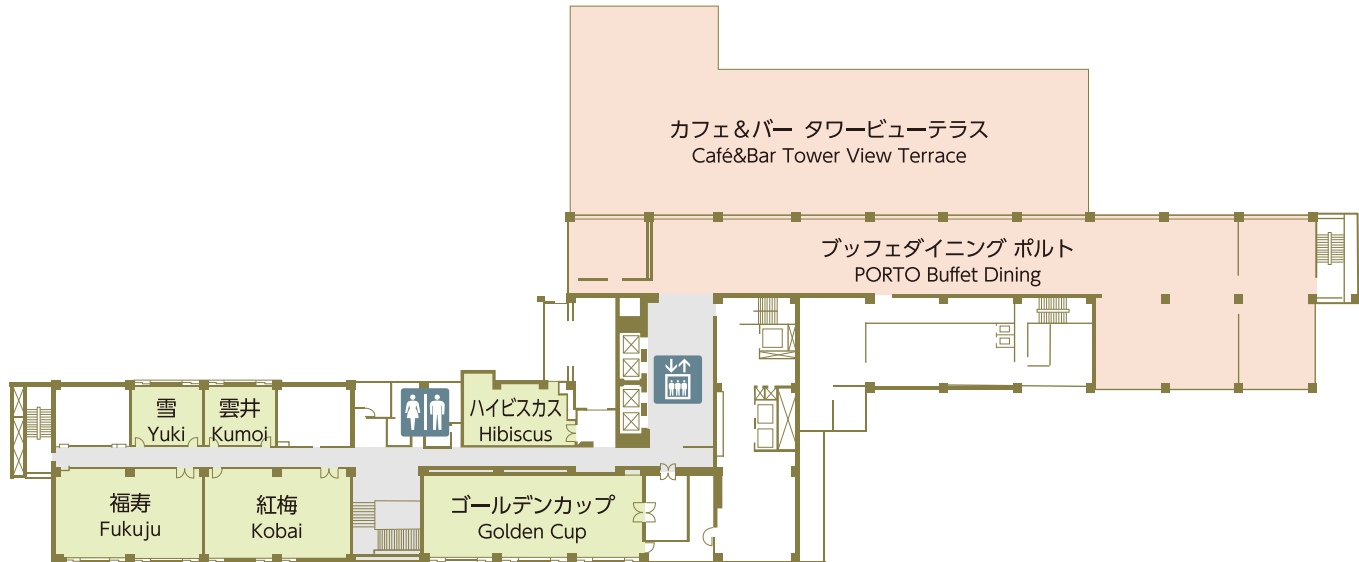 カフェ＆バー タワービューテラス
Café&Bar Tower View Terrace
ブッフェダイニング ポルト
PORTO Buffet Dining
雪
Yuki
雲井
Kumoi
ハイビスカス
Hibiscus
福寿
Fukuju
紅梅
Kobai
ゴールデンカップ
Golden Cup